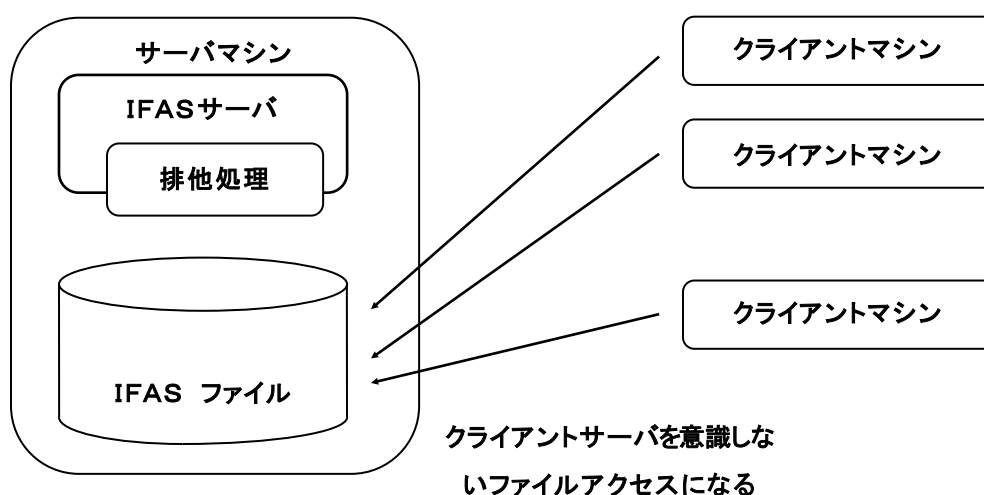 サーバマシン
IFASサーバ
排他処理
IFAS ファイル
クライアントマシン
クライアントマシン
クライアントマシン
クライアントサーバを意識しな
いファイルアクセスになる